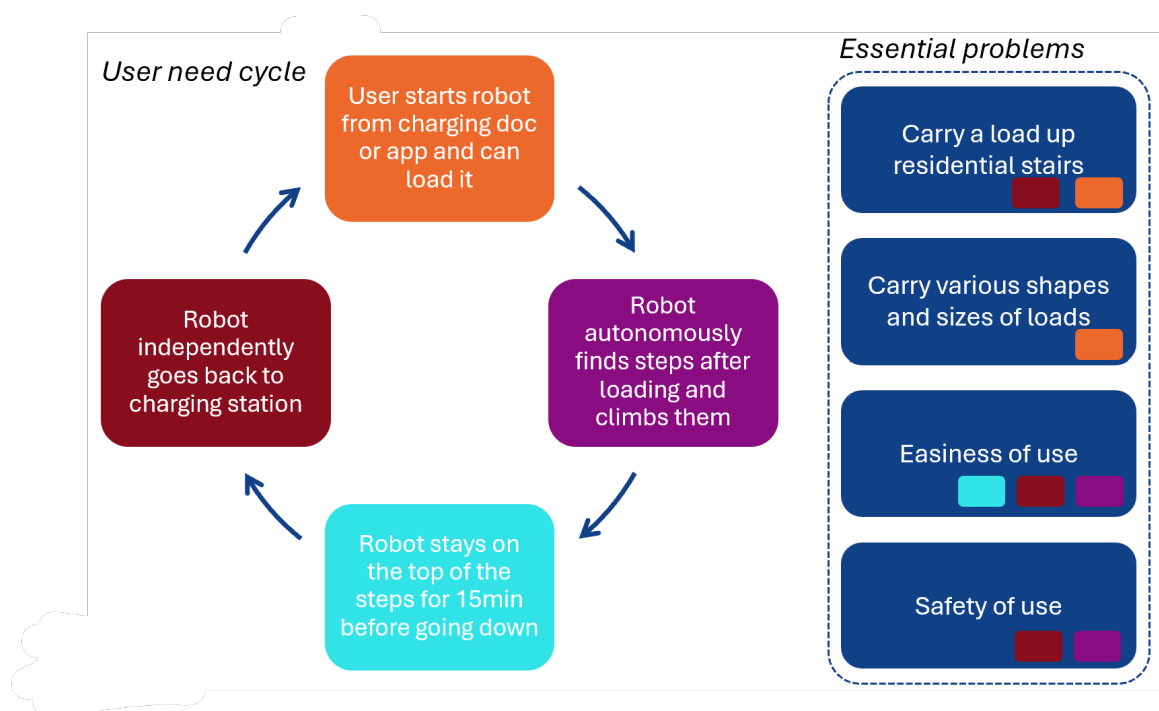 User need cycle
User starts robot
from charging doc
or app and can
load it
Robot
autonomously
finds steps after
loading and
climbs them
Robot stays on
the top of the
steps for 15min
before going down
Robot
independently
goes back to
charging station
Essential problems
Carry a load up
residential stairs
Carry various shapes
and sizes of loads
Easiness of use
Safety of use